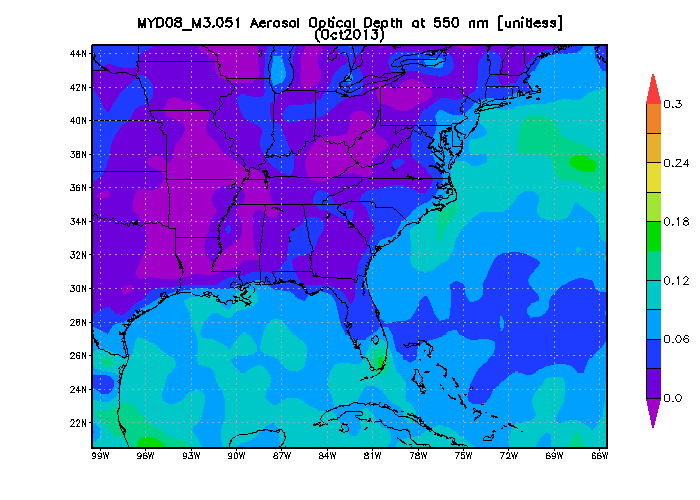 MYD08_M3.051 Aerosol Optical Depth at 550 nm [unitless]
(Oct2013)
44N
42N
40N
38N
36N
34N
32N
30N
28N
26N
24N
22N
99W 96W 93W 90W 87W 84W 81W 78W 75W 72W 69W 66W
0.3
0.24
0.18
0.12
0.06
0.0